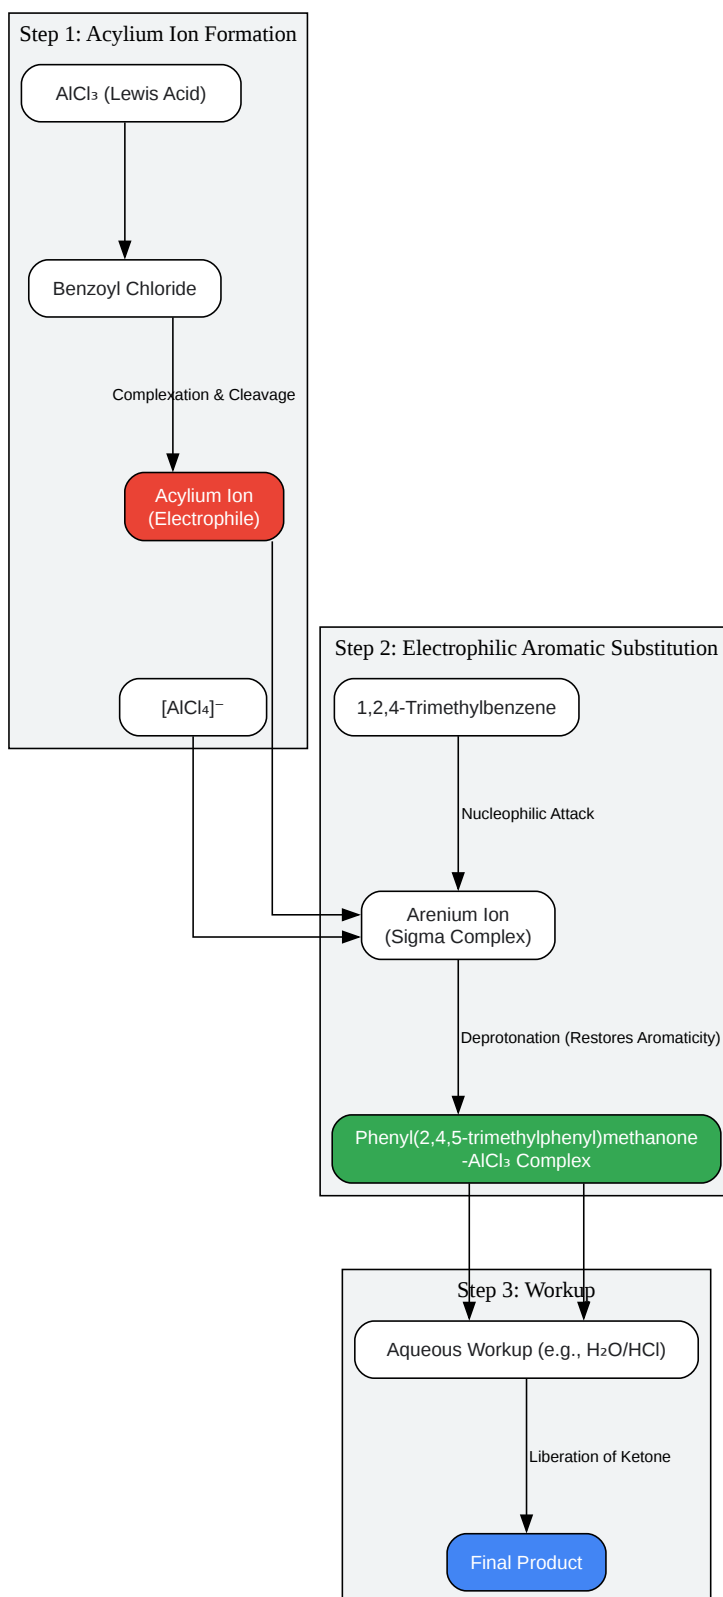 Step 1: Acylium Ion Formation
AlCl₃ (Lewis Acid)
Benzoyl Chloride
Complexation & Cleavage
Acylium Ion
(Electrophile)
[AlCl₄]⁻
Step 2: Electrophilic Aromatic Substitution
1,2,4-Trimethylbenzene
Nucleophilic Attack
Arenium Ion
(Sigma Complex)
Deprotonation (Restores Aromaticity)
Phenyl(2,4,5-trimethylphenyl)methanone
-AlCl₃ Complex
Step 3: Workup
Aqueous Workup (e.g., H₂O/HCl)
Liberation of Ketone
Final Product